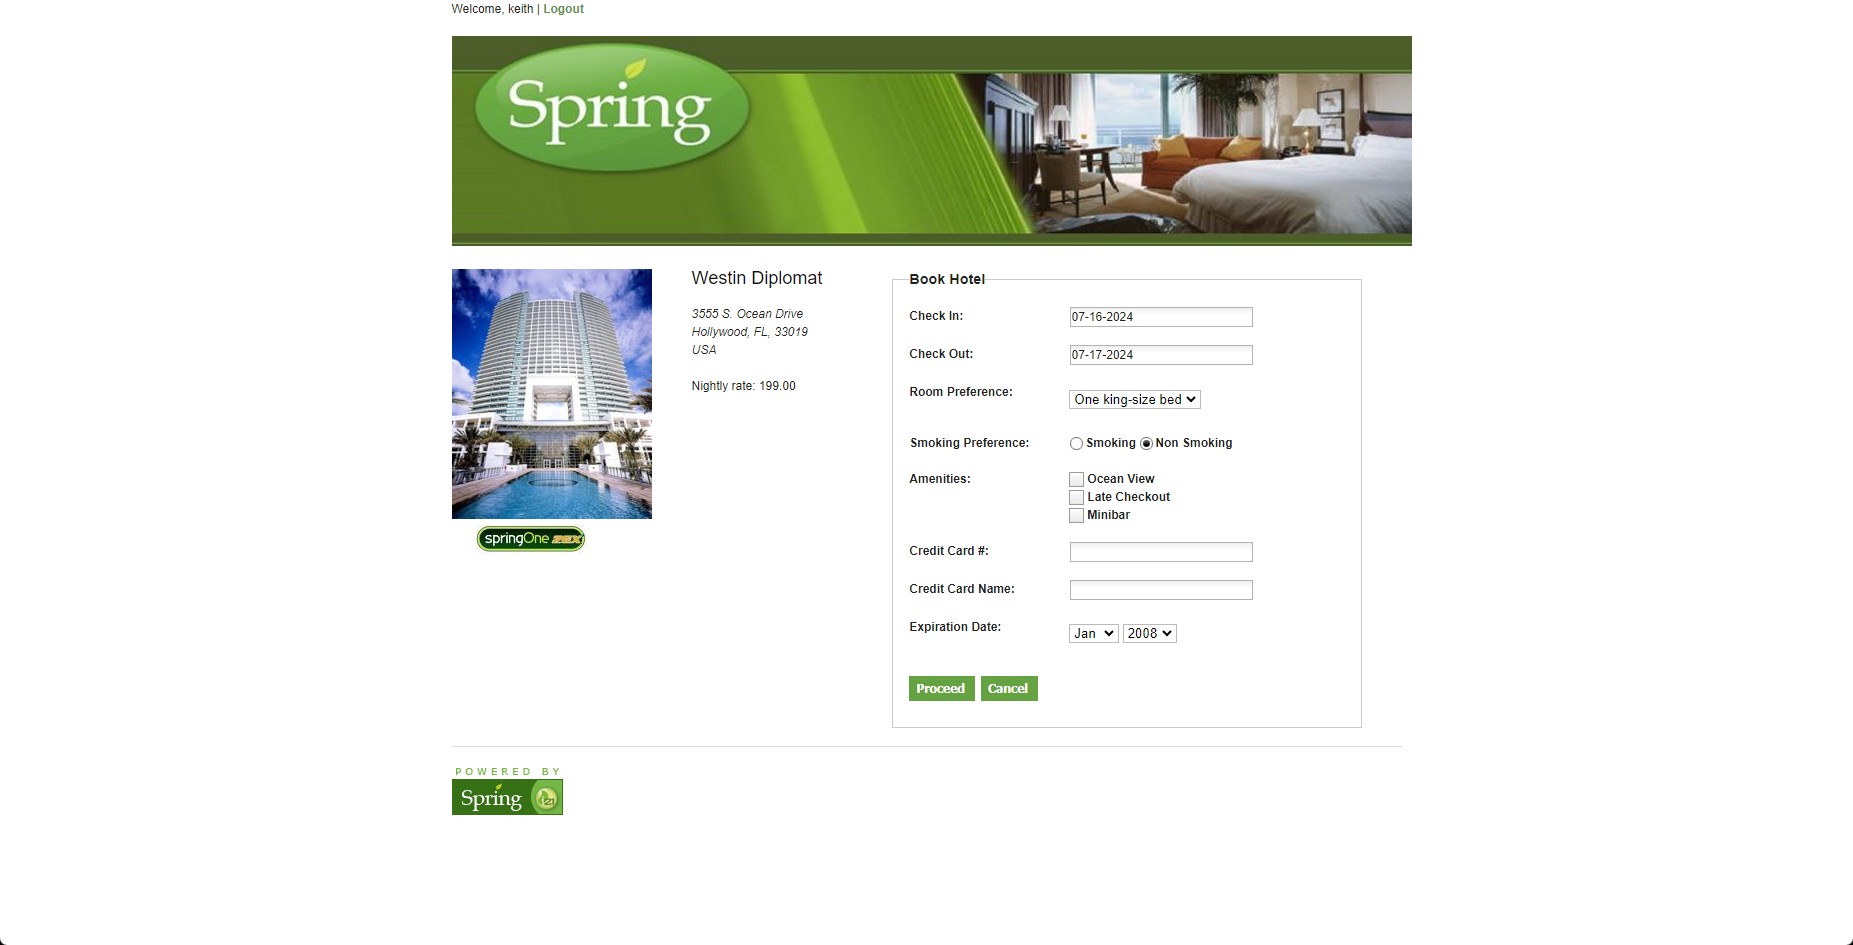 Welcome, keith | Logout
Spring
Westin Diplomat
3555 S. Ocean Drive
Hollywood, FL, 33019
USA
Nightly rate: 199.00
springOne 2GX
Book Hotel
Check In: 07-16-2024
Check Out: 07-17-2024
Room Preference: One king-size bed
Smoking Preference: Smoking Non Smoking
Amenities: Ocean View
Late Checkout
Minibar
Credit Card #:
Credit Card Name:
Expiration Date: Jan 2008
Proceed Cancel
POWERED BY
Spring